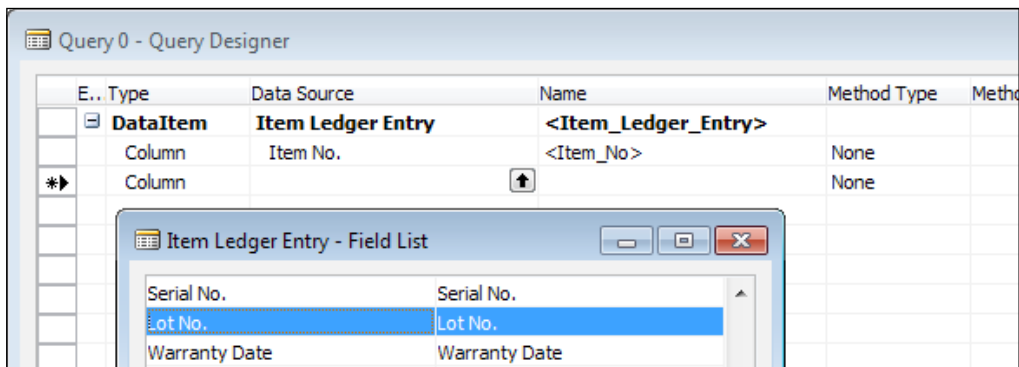 Query 0 - Query Designer
E.. Type Data Source Name Method Type Metho
DataItem Item Ledger Entry <Item_Ledger_Entry>
Column Item No. <Item_No> None
Column None
Item Ledger Entry - Field List
Serial No. Serial No.
Lot No. Lot No.
Warranty Date Warranty Date